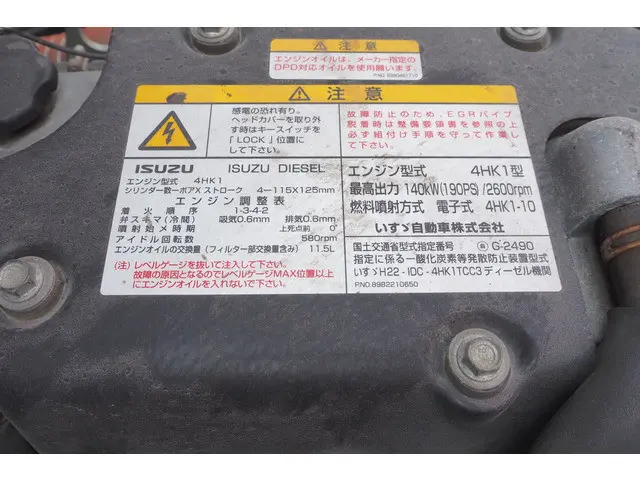 注意
エンジンオイルは、メーカー指定の
DPD対応オイルを使用願います。
注意
感電の恐れ有り。
ヘッドカバーを取り外
す時はキースイッチを
「LOCK」位置に
して下さい。
故障防止のため、EGRパイプ
脱着時は整備要領書を参照の上
必ず組付け手順を守って作業し
て下さい。
ISUZU ISUZU DIESEL
エンジン型式 4HK1
シリンダー数ーボアXストローク 4-115X125mm
エンジン調整表
着火順序 1-3-4-2
弁スキマ(冷間) 吸気0.6mm 排気0.6mm
噴射始メ時期 上死点前 0°
アイドル回転数 580rpm
エンジンオイルの交換量(フィルター部交換含み) 11.5L
(注)レベルゲージを抜いて注入して下さい。
故障の原因となるのでレベルゲージMAX位置以上
にエンジンオイルを入れないで下さい。
エンジン型式 4HK1型
最高出力 140kW(190PS)/2600rpm
燃料噴射方式 電子式 4HK1-10
いすゞ自動車株式会社
国土交通省型式指定番号 G-2490
指定に係る一酸化炭素等発散防止装置型式
いすゞH22-IDC-4HK1TCC3 ディーゼル機関
P.NO.8982210650